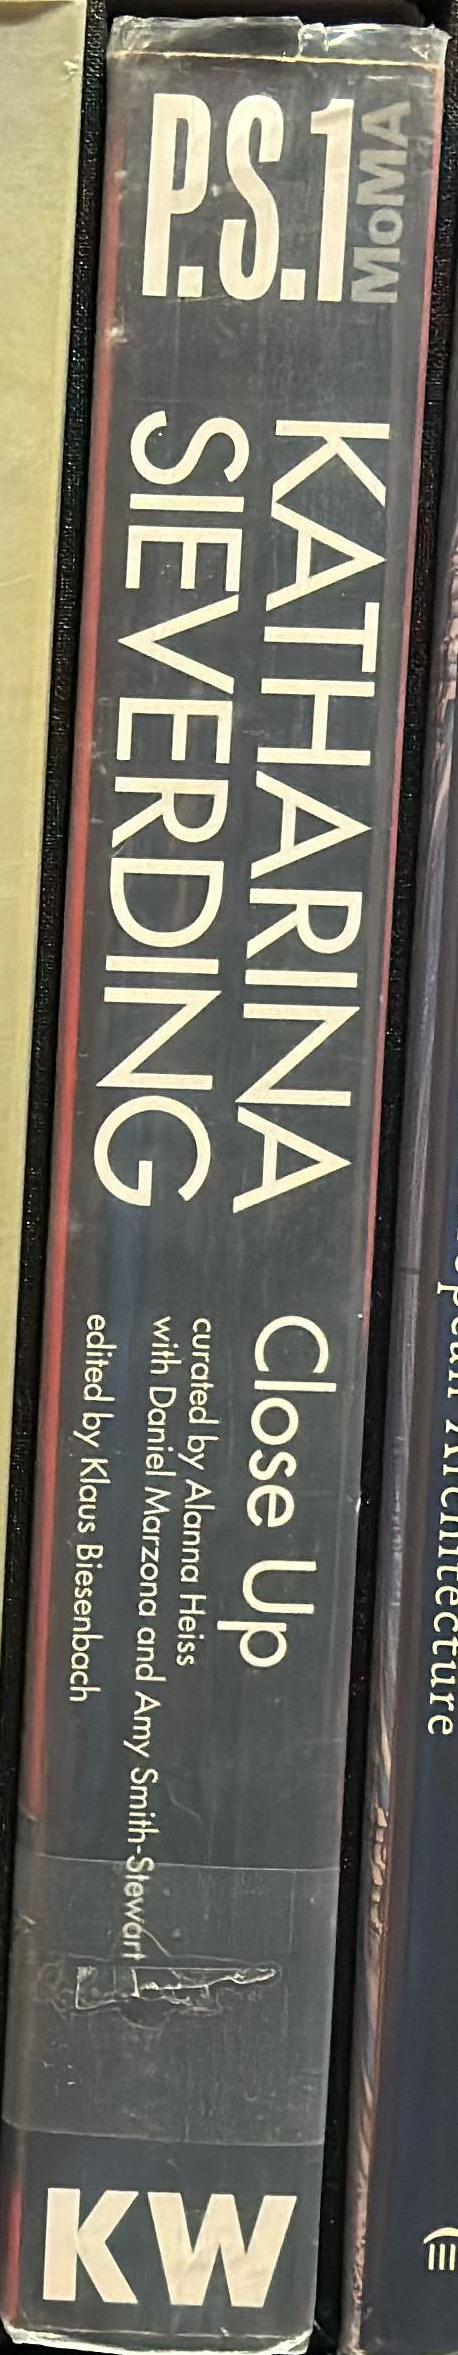 P.S.1
MoMA
KATHARINA
SIEVERDING
Close Up
curated by Alanna Heiss
with Daniel Marzona and Amy Smith-Stewart
edited by Klaus Biesenbach
KW
Architecture